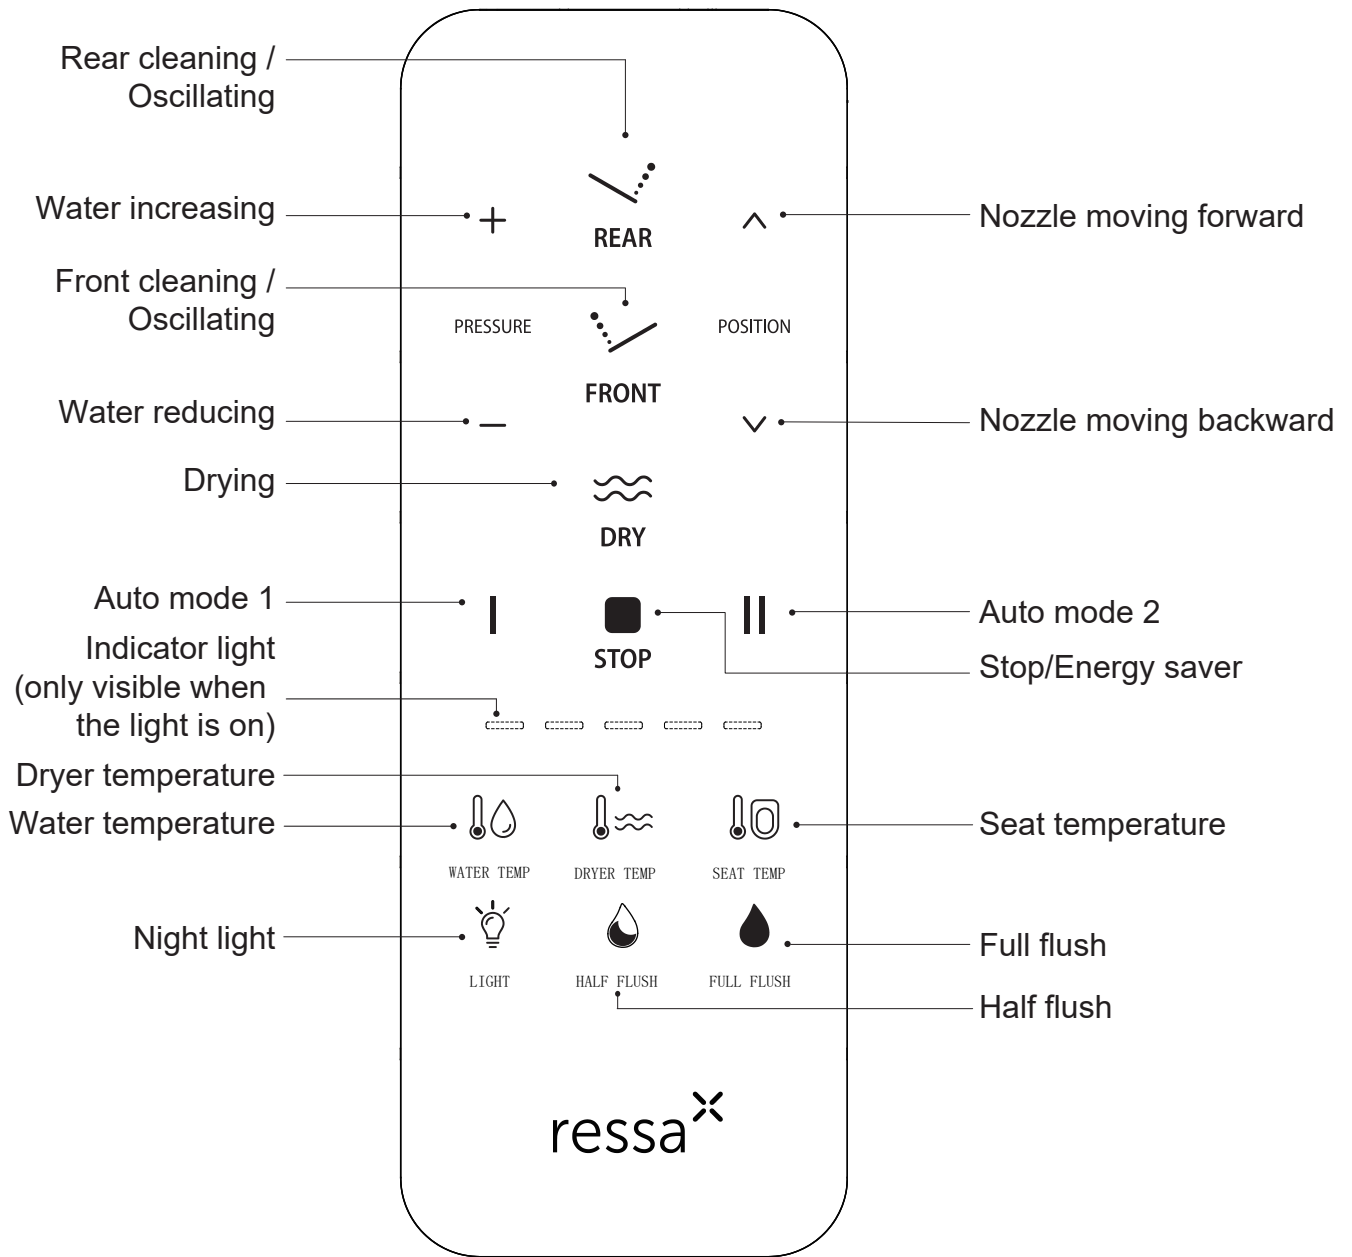 Rear cleaning /
Oscillating
Water increasing
REAR
Nozzle moving forward
Front cleaning /
Oscillating
PRESSURE
POSITION
FRONT
Water reducing
Nozzle moving backward
Drying
DRY
Auto mode 1
Auto mode 2
Indicator light
(only visible when
the light is on)
STOP
Stop/Energy saver
Dryer temperature
Water temperature
Seat temperature
WATER TEMP
DRYER TEMP
SEAT TEMP
Night light
Full flush
LIGHT
HALF FLUSH
FULL FLUSH
Half flush
ressa